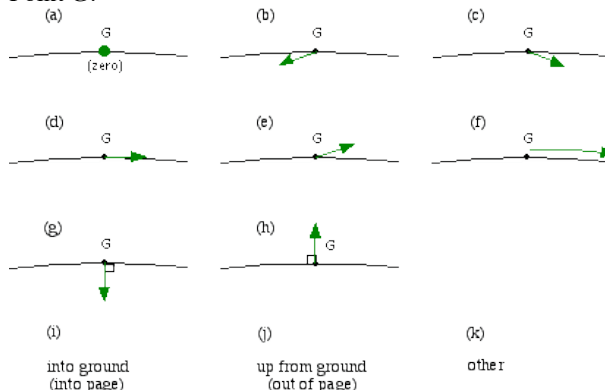 Point G.
(a) (b) (c)
G G G
(zero)
(d) (e) (f)
G G G
(g) (h)
G G
(i) (j) (k)
into ground up from ground other
(into page) (out of page)